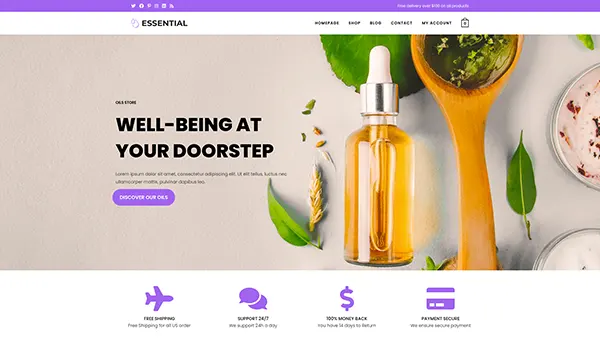 Free delivery over $100 on all products
ESSENTIAL
HOMEPAGE SHOP BLOG CONTACT MY ACCOUNT 0
OILS STORE
WELL-BEING AT
YOUR DOORSTEP
Lorem ipsum dolor sit amet, consectetur adipiscing elit. Ut elit tellus, luctus nec
ullamcorper mattis, pulvinar dapibus leo.
DISCOVER OUR OILS
FREE SHIPPING
Free Shipping for all US order
SUPPORT 24/7
We support 24h a day
100% MONEY BACK
You have 14 days to Return
PAYMENT SECURE
We ensure secure payment